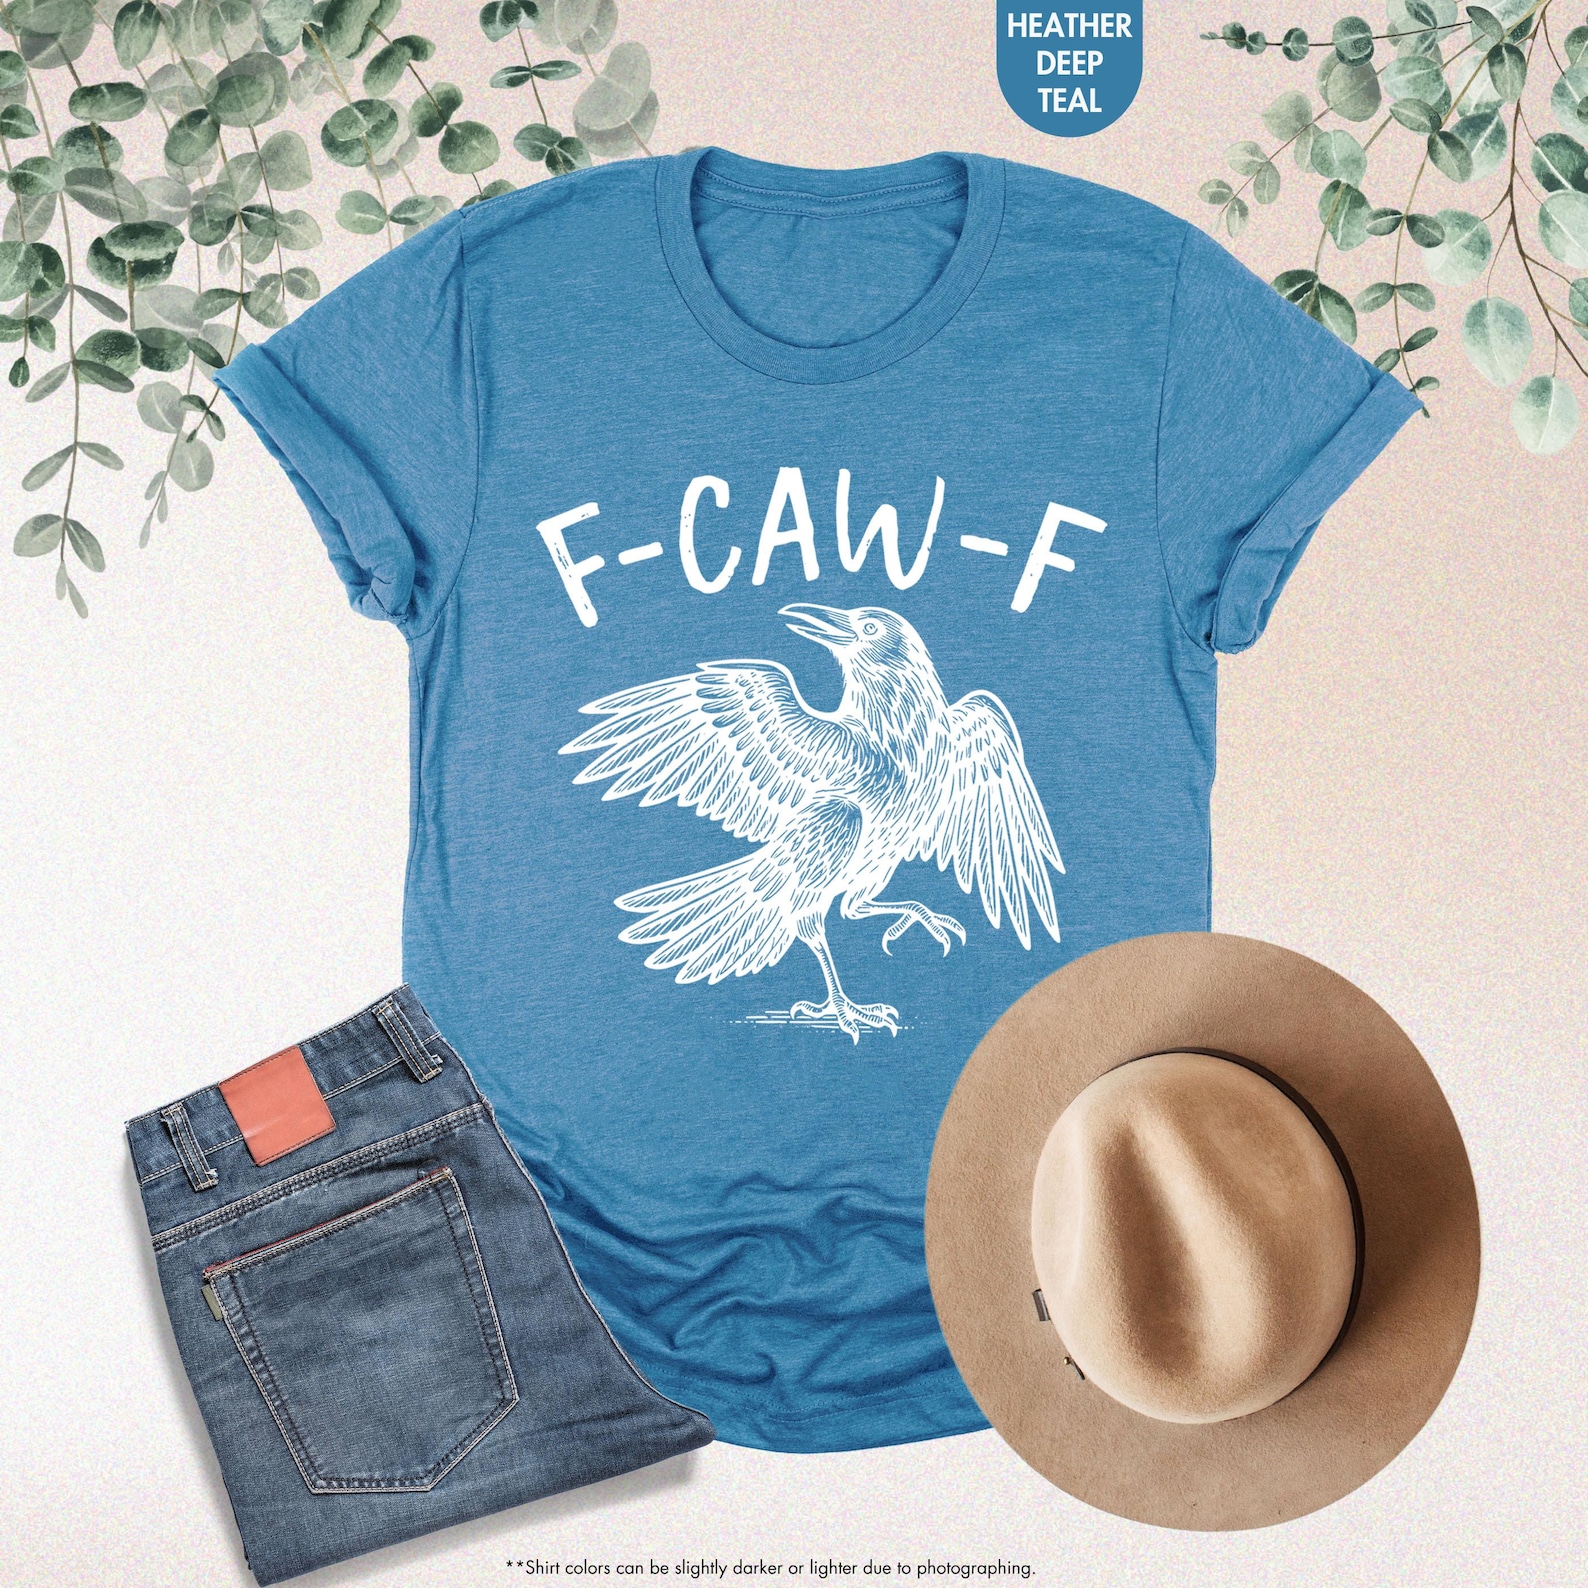 HEATHER
DEEP
TEAL
F-CAW-F
**Shirt colors can be slightly darker or lighter due to photographing.